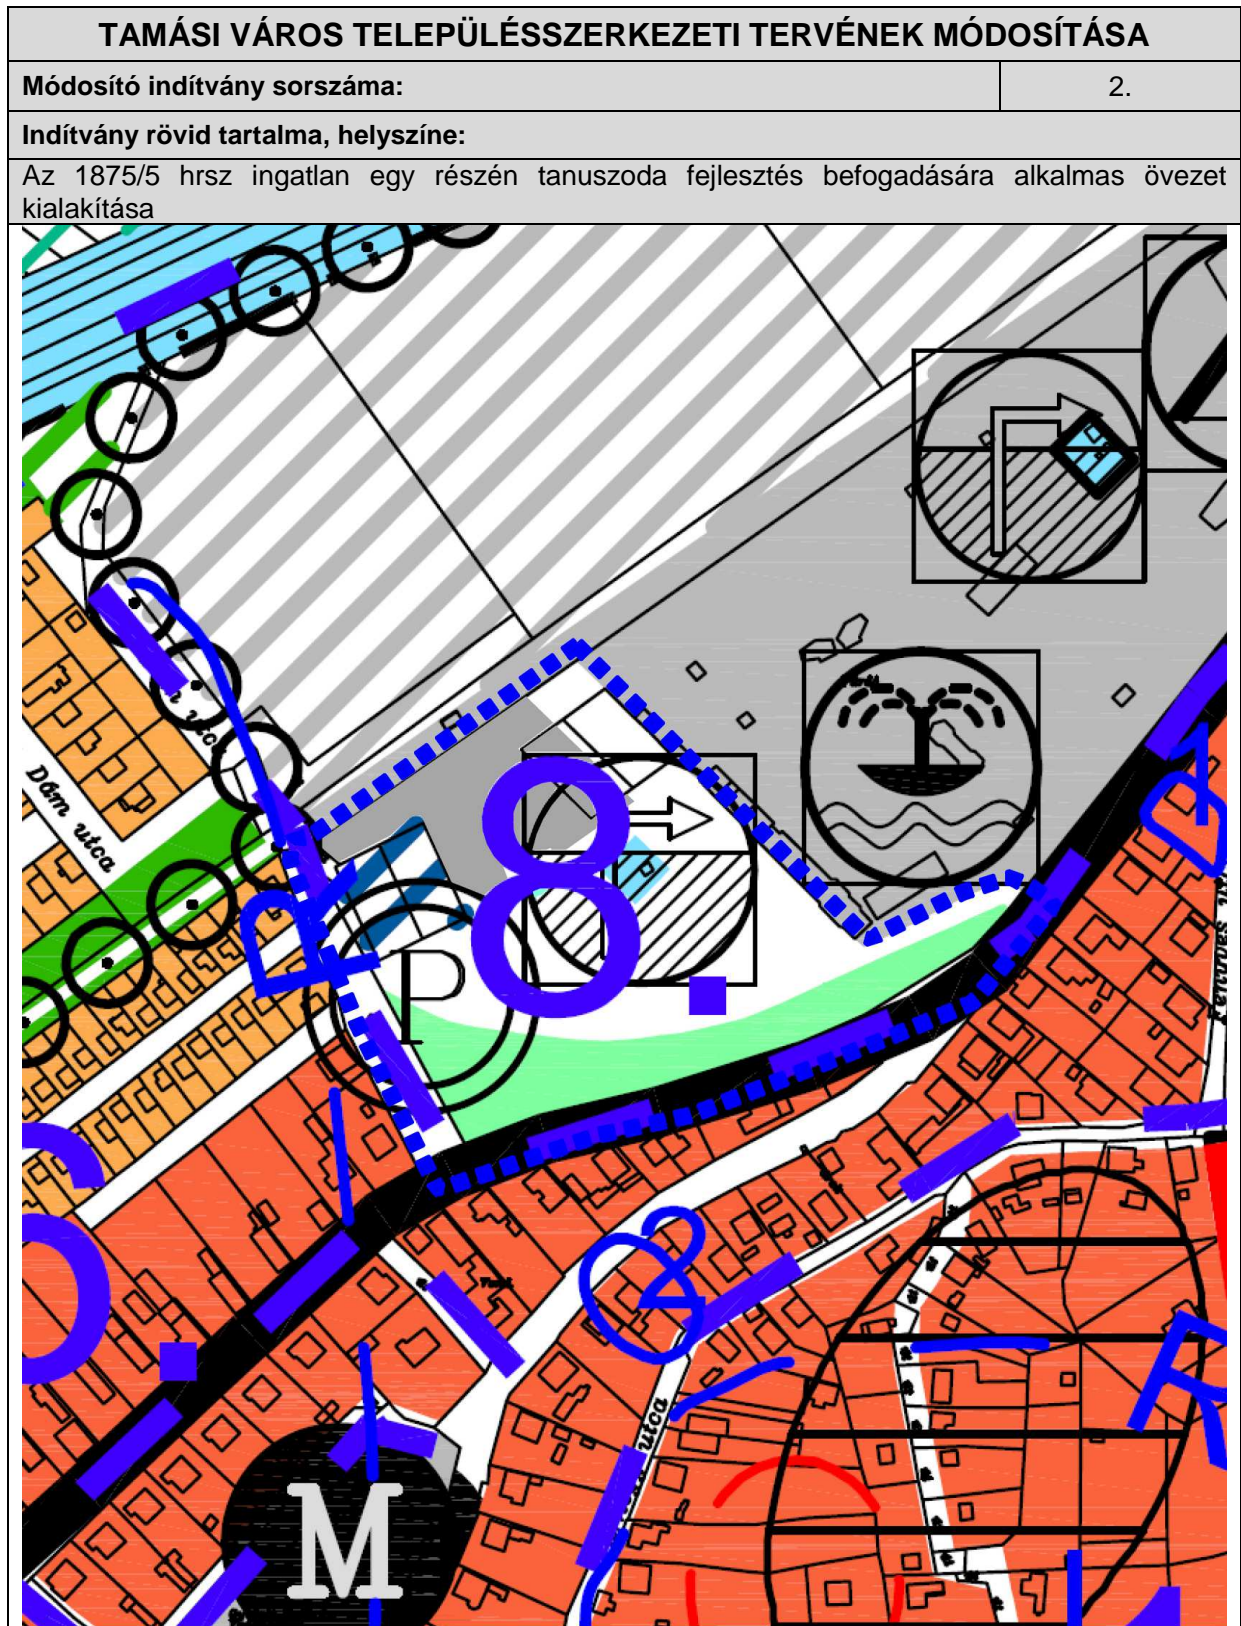 TAMÁSI VÁROS TELEPÜLÉSSZERKEZETI TERVÉNEK MÓDOSÍTÁSA
Módosító indítvány sorszáma: 2.
Indítvány rövid tartalma, helyszíne:
Az 1875/5 hrsz ingatlan egy részén tanuszoda fejlesztés befogadására alkalmas övezet
kialakítása
Dám utca
8.
P
R
M
utca